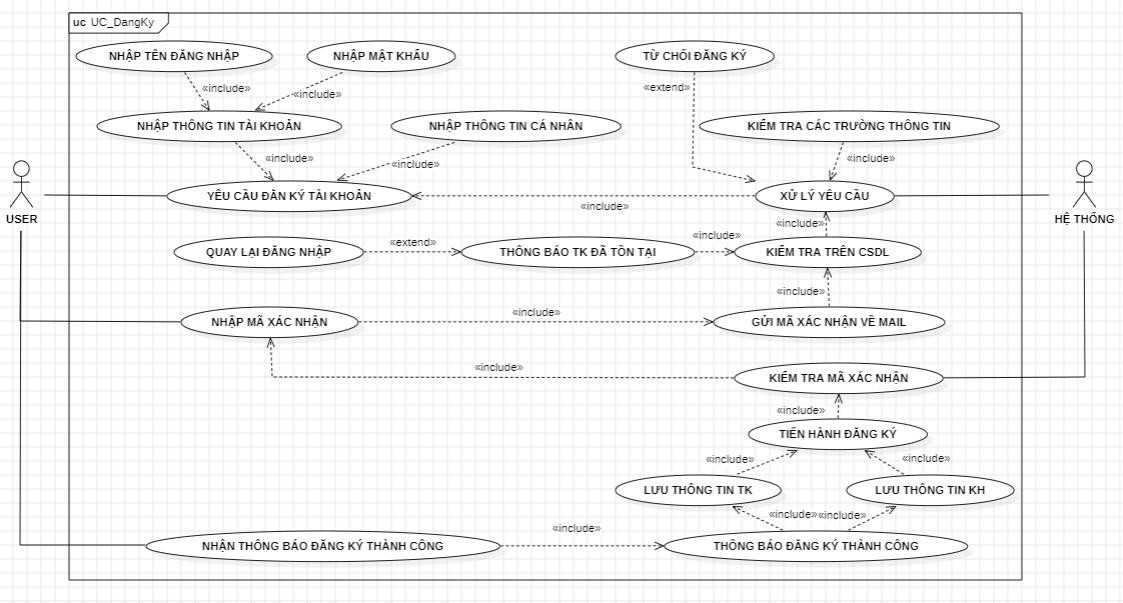 uc UC_DangKy
NHẬP TÊN ĐĂNG NHẬP
NHẬP MẬT KHẨU
TỪ CHỐI ĐĂNG KÝ
«include»
«include»
«extend»
NHẬP THÔNG TIN TÀI KHOẢN
NHẬP THÔNG TIN CÁ NHÂN
KIỂM TRA CÁC TRƯỜNG THÔNG TIN
«include»
«include»
«include»
YÊU CẦU ĐĂN KÝ TÀI KHOẢN
«include»
XỬ LÝ YÊU CẦU
USER
HỆ THỐNG
«include»
QUAY LẠI ĐĂNG NHẬP
«extend»
THÔNG BÁO TK ĐÃ TỒN TẠI
«include»
KIỂM TRA TRÊN CSDL
«include»
NHẬP MÃ XÁC NHẬN
«include»
GỬI MÃ XÁC NHẬN VỀ MAIL
«include»
KIỂM TRA MÃ XÁC NHẬN
«include»
TIẾN HÀNH ĐĂNG KÝ
«include»
«include»
LƯU THÔNG TIN TK
LƯU THÔNG TIN KH
«include»
«include»
NHẬN THÔNG BÁO ĐĂNG KÝ THÀNH CÔNG
«include»
THÔNG BÁO ĐĂNG KÝ THÀNH CÔNG